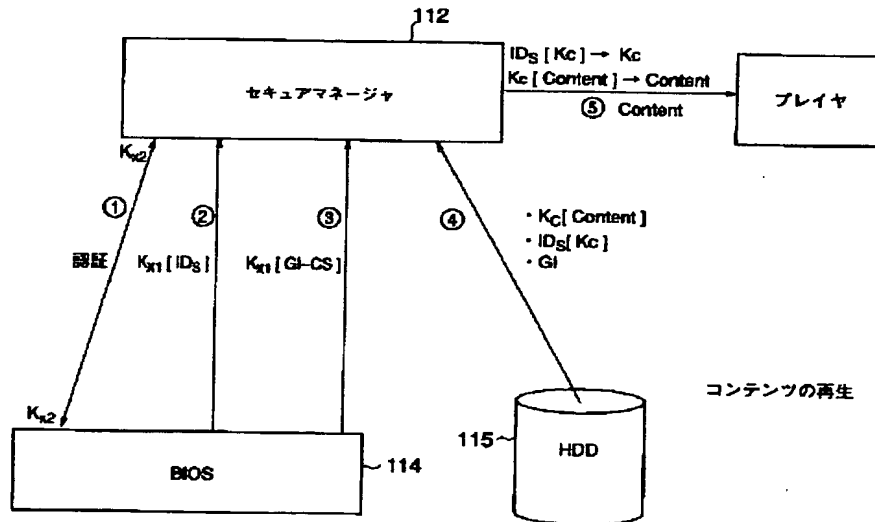 112
セキュアマネージャ
IDS [ Kc ] → Kc
Kc [ Content ] → Content
⑤ Content
プレイヤ
Kx2
①
②
③
④
認証
Kx1 [ IDS ]
Kx1 [ GI-CS ]
・KC [ Content ]
・IDS [ Kc ]
・GI
コンテンツの再生
Kx2
BIOS
114
115
HDD